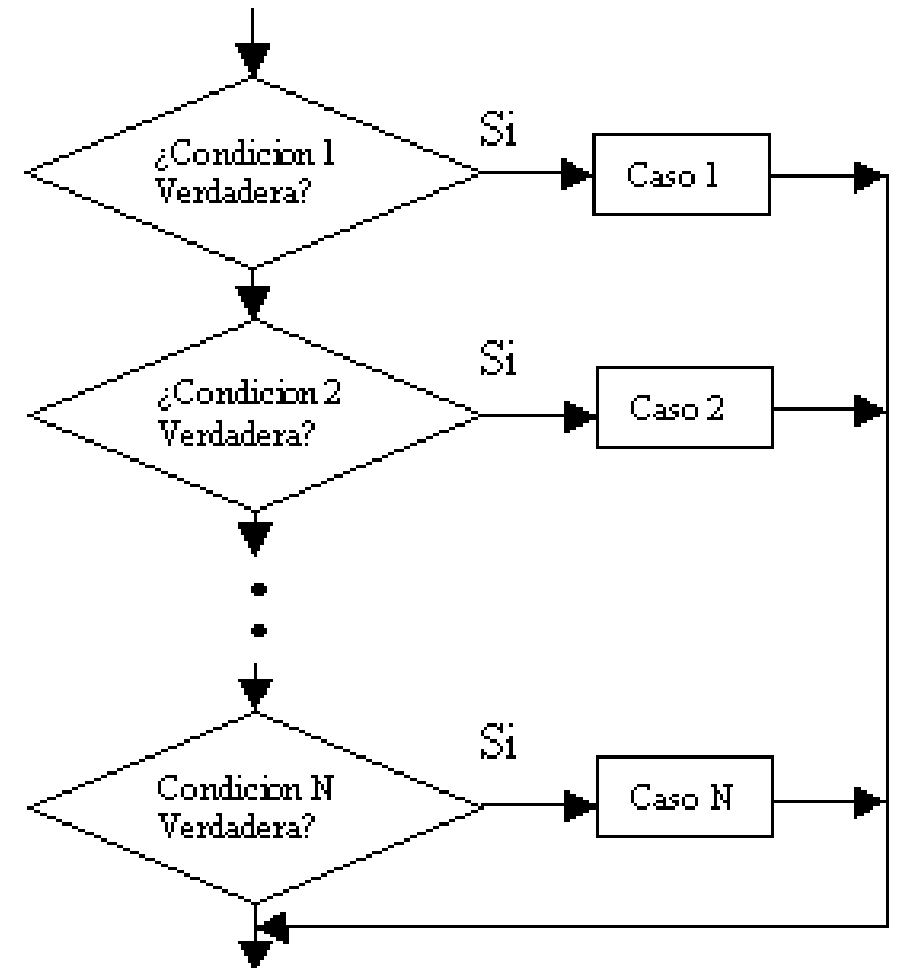 Si
¿Condicion 1
Verdadera?
Caso 1
Si
¿Condicion 2
Verdadera?
Caso 2
Si
Condicion N
Verdadera?
Caso N